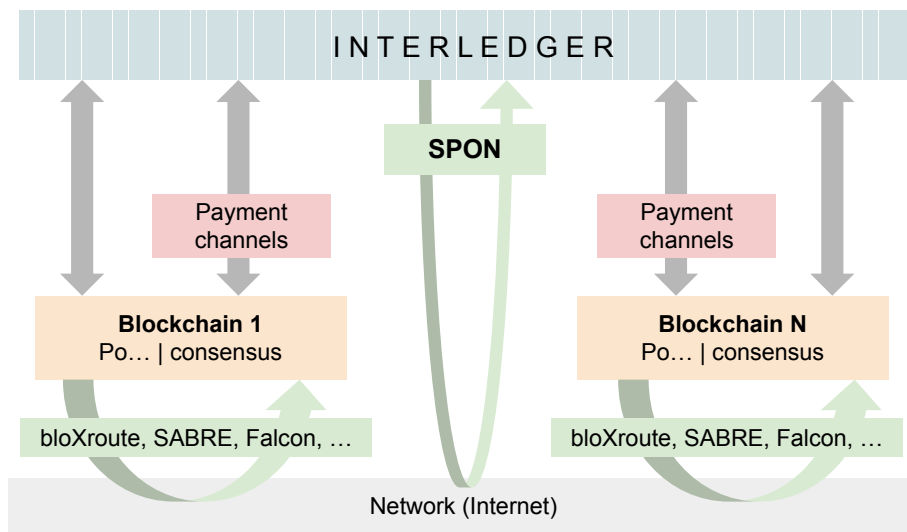 INTERLEDGER
SPON
Payment
channels
Payment
channels
Blockchain 1
Po... | consensus
Blockchain N
Po... | consensus
bloXroute, SABRE, Falcon, ...
bloXroute, SABRE, Falcon, ...
Network (Internet)